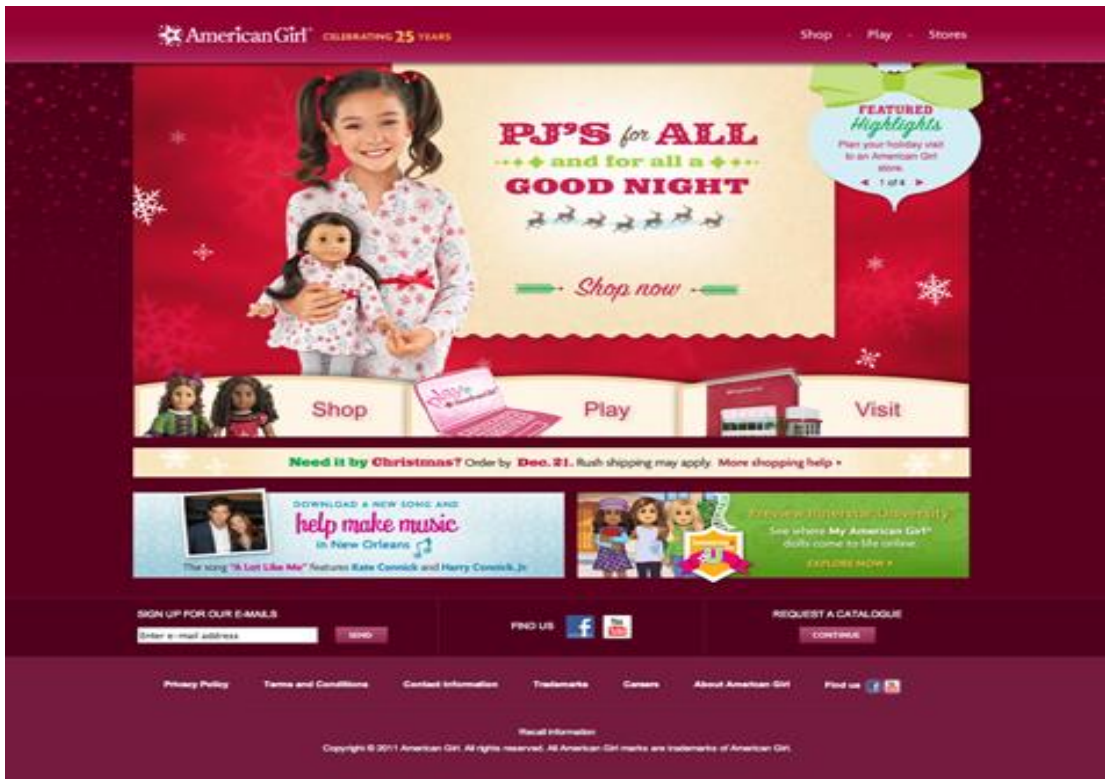 American Girl® CELEBRATING 25 YEARS
Shop - Play - Stores
PJ'S for ALL
and for all a
GOOD NIGHT
Shop now
FEATURED
Highlights
Plan your holiday visit
to an American Girl
store.
1 of 4
Shop
Play
Visit
Need it by Christmas? Order by Dec. 21. Rush shipping may apply. More shopping help
DOWNLOAD A NEW SONG AND
help make music
in New Orleans
The song "A Lot Like Me" features Kate Connick and Harry Connick, Jr.
Preview Innerstar University
See where My American Girl®
dolls come to life online.
EXPLORE NOW
SIGN UP FOR OUR E-MAILS
Enter e-mail address
SEND
FIND US
f
You
Tube
REQUEST A CATALOGUE
CONTINUE
Privacy Policy
Terms and Conditions
Contact Information
Trademarks
Careers
About American Girl
Find us
Recall Information
Copyright © 2011 American Girl. All rights reserved. All American Girl marks are trademarks of American Girl.